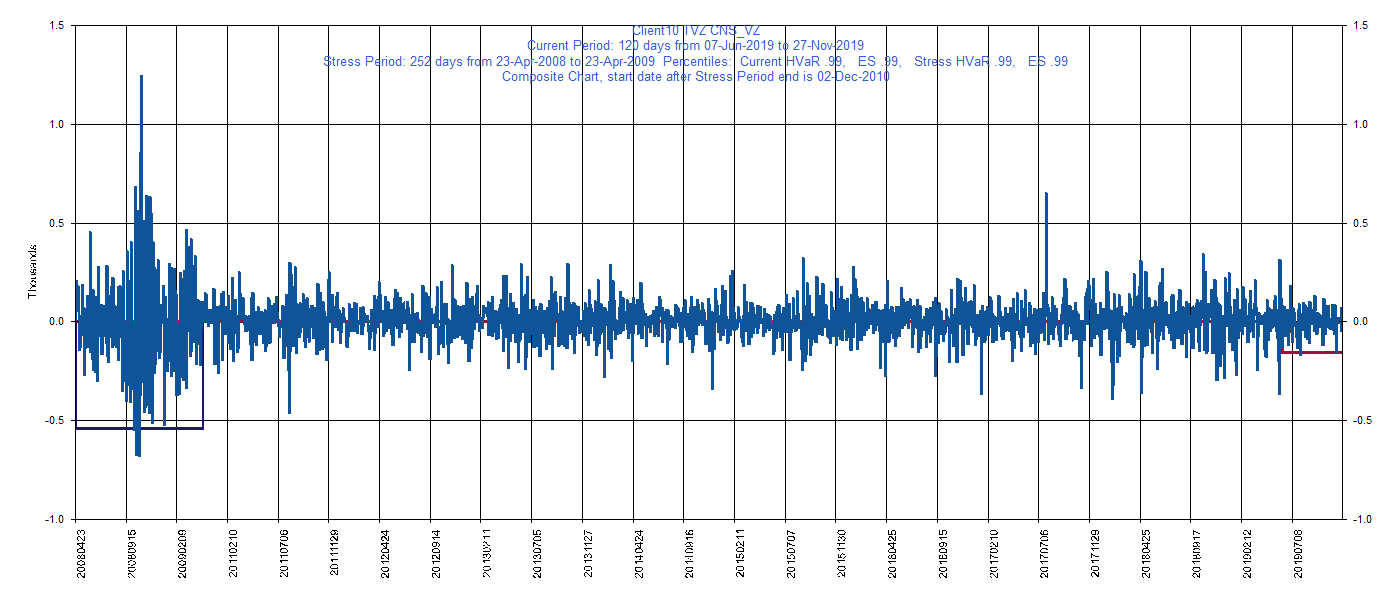 Client10 TVZ CNS_VZ
Current Period: 120 days from 07-Jun-2019 to 27-Nov-2019
Stress Period: 252 days from 23-Apr-2008 to 23-Apr-2009 Percentiles: Current HVaR .99, ES .99, Stress HVaR .99, ES .99
Composite Chart, start date after Stress Period end is 02-Dec-2010
1.5 1.5
1.0 1.0
0.5 0.5
Thousands
0.0 0.0
-0.5 -0.5
-1.0 -1.0
20080423 20080915 20090209 20110210 20110706 20111129 20120424 20120914 20130211 20130705 20131127 20140424 20140916 20150211 20150707 20151130 20160425 20160915 20170210 20170706 20171129 20180425 20180917 20190212 20190708